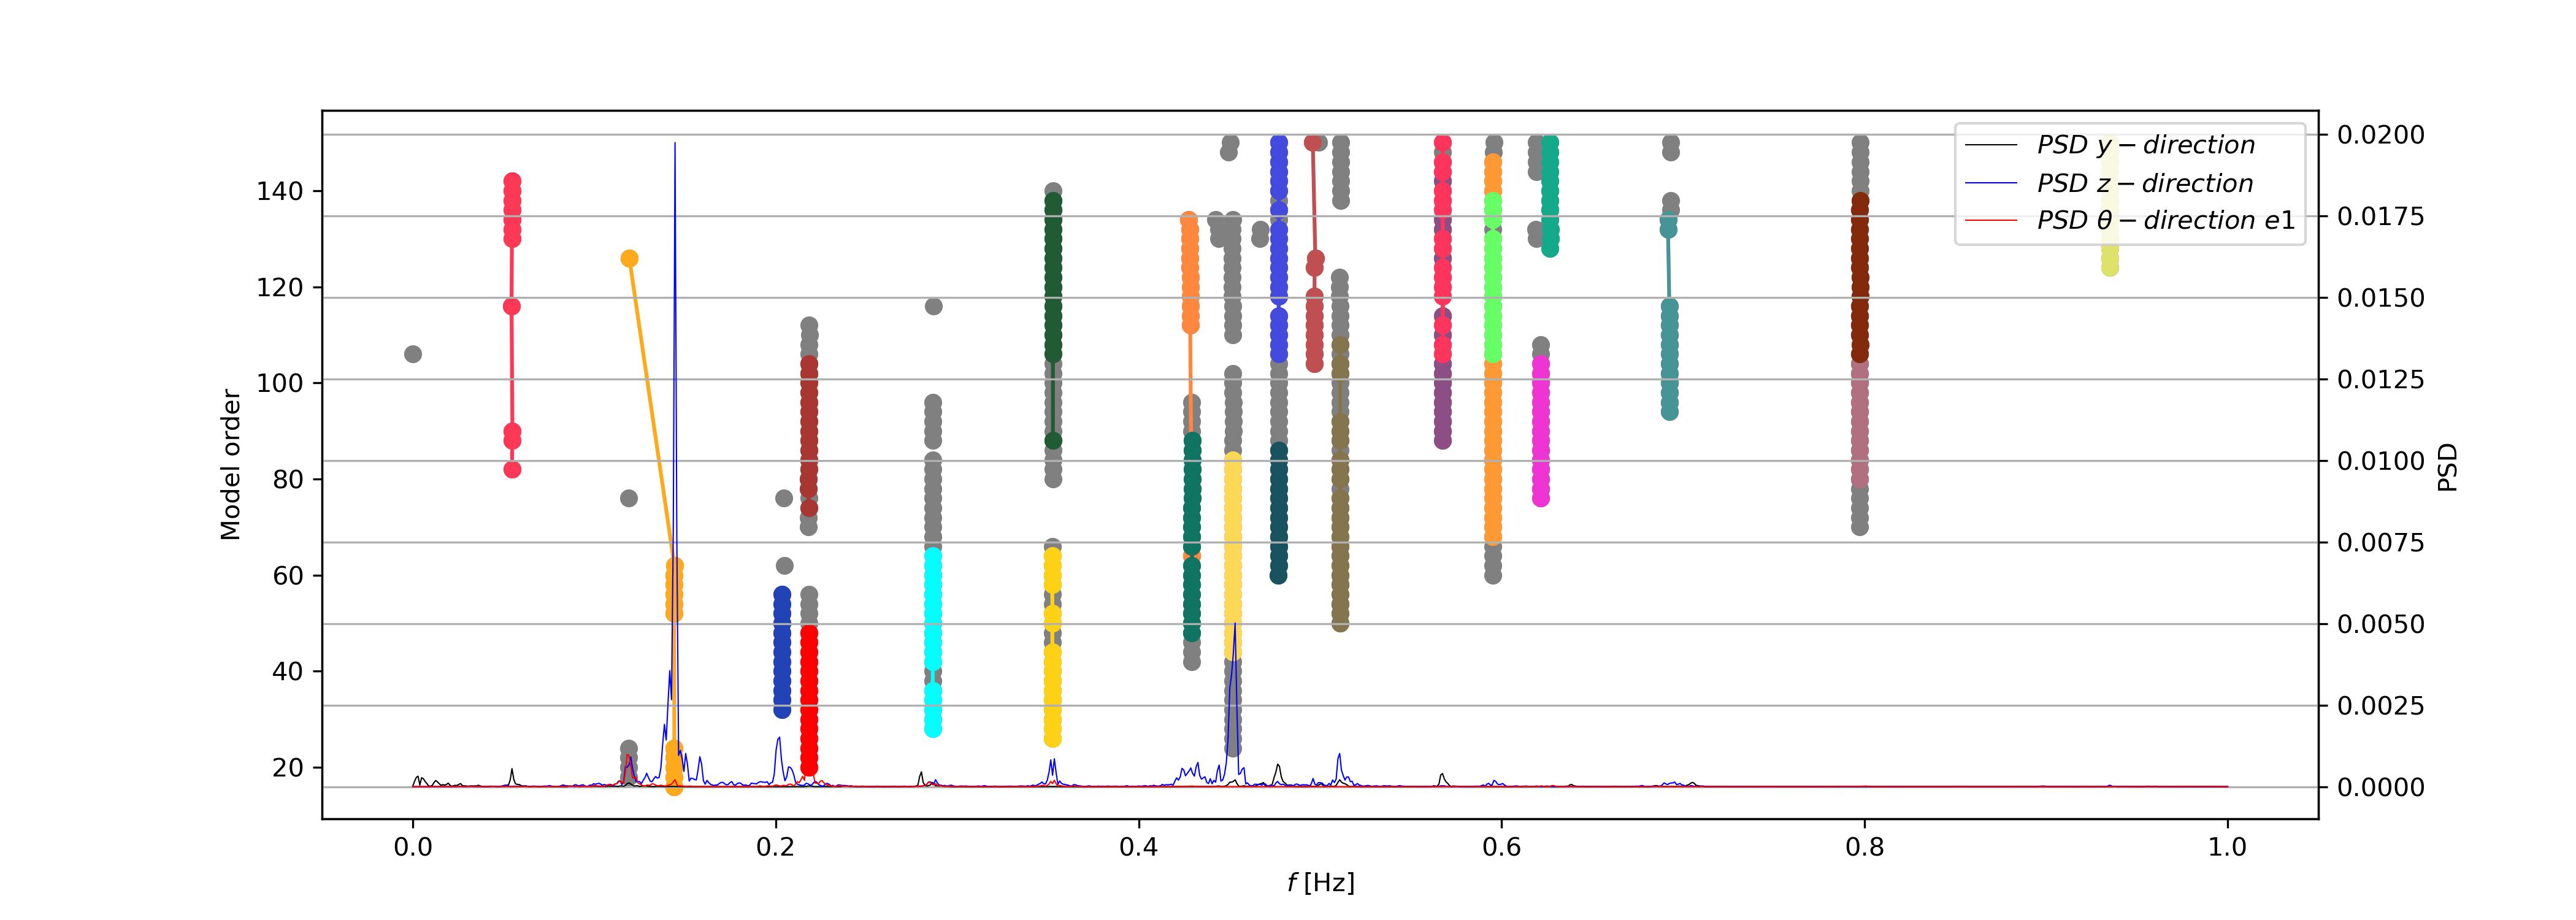 PSD y − direction
PSD z − direction
PSD θ − direction e1
Model order
140
120
100
80
60
40
20
0.0200
0.0175
0.0150
0.0125
0.0100
0.0075
0.0050
0.0025
0.0000
PSD
0.0 0.2 0.4 0.6 0.8 1.0
f [Hz]